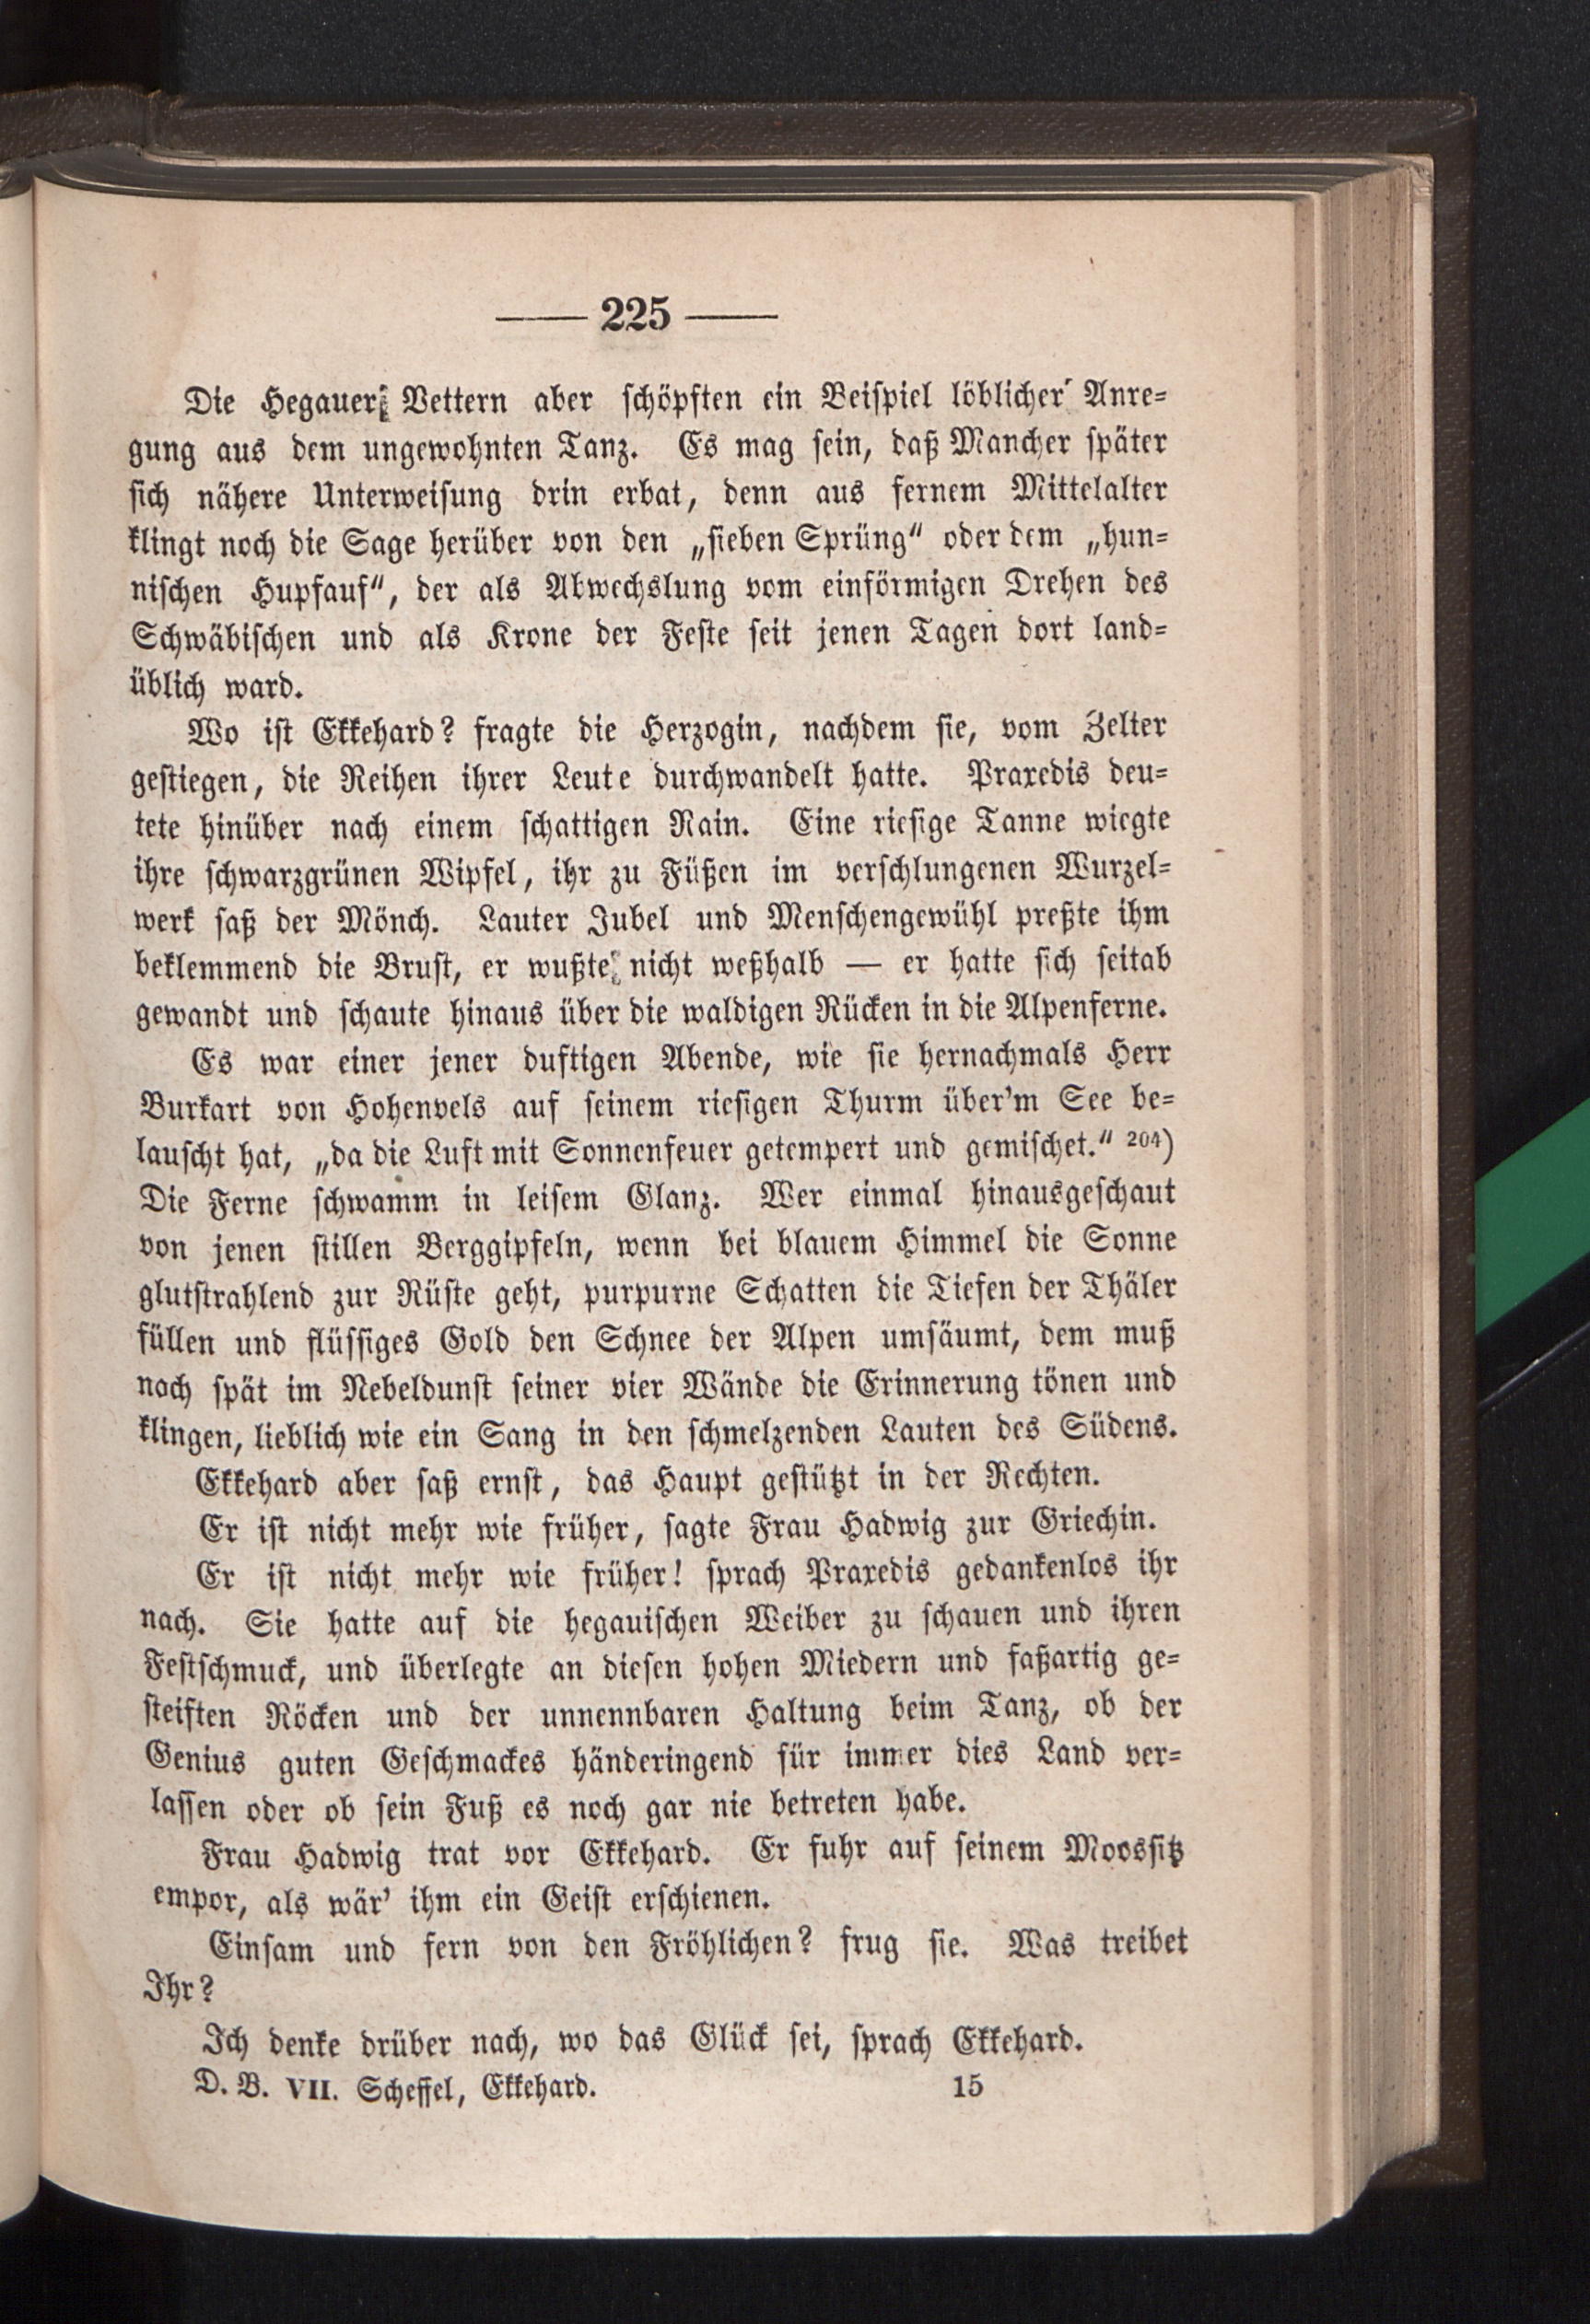 — 225 —
Die Hegauer Vettern aber schöpften ein Beispiel löblicher Anre-
gung aus dem ungewohnten Tanz. Es mag sein, daß Mancher später
sich nähere Unterweisung drin erbat, denn aus fernem Mittelalter
klingt noch die Sage herüber von den „sieben Sprüng“ oder dem „hun-
nischen Hupfauf“, der als Abwechslung vom einförmigen Drehen des
Schwäbischen und als Krone der Feste seit jenen Tagen dort land-
üblich ward.
Wo ist Ekkehard? fragte die Herzogin, nachdem sie, vom Zelter
gestiegen, die Reihen ihrer Leute durchwandelt hatte. Praxedis deu-
tete hinüber nach einem schattigen Rain. Eine riesige Tanne wiegte
ihre schwarzgrünen Wipfel, ihr zu Füßen im verschlungenen Wurzel-
werk saß der Mönch. Lauter Jubel und Menschengewühl preßte ihm
beklemmend die Brust, er wußte nicht weßhalb — er hatte sich seitab
gewandt und schaute hinaus über die waldigen Rücken in die Alpenferne.
Es war einer jener duftigen Abende, wie sie hernachmals Herr
Burkart von Hohenvels auf seinem riesigen Thurm über'm See be-
lauscht hat, „da die Luft mit Sonnenfeuer getempert und gemischet.“ 204)
Die Ferne schwamm in leisem Glanz. Wer einmal hinausgeschaut
von jenen stillen Berggipfeln, wenn bei blauem Himmel die Sonne
glutstrahlend zur Rüste geht, purpurne Schatten die Tiefen der Thäler
füllen und flüssiges Gold den Schnee der Alpen umsäumt, dem muß
noch spät im Nebeldunst seiner vier Wände die Erinnerung tönen und
klingen, lieblich wie ein Sang in den schmelzenden Lauten des Südens.
Ekkehard aber saß ernst, das Haupt gestützt in der Rechten.
Er ist nicht mehr wie früher, sagte Frau Hadwig zur Griechin.
Er ist nicht mehr wie früher! sprach Praxedis gedankenlos ihr
nach. Sie hatte auf die hegauischen Weiber zu schauen und ihren
Festschmuck, und überlegte an diesen hohen Miedern und faßartig ge-
steiften Röcken und der unnennbaren Haltung beim Tanz, ob der
Genius guten Geschmackes händeringend für immer dies Land ver-
lassen oder ob sein Fuß es noch gar nie betreten habe.
Frau Hadwig trat vor Ekkehard. Er fuhr auf seinem Moossitz
empor, als wär' ihm ein Geist erschienen.
Einsam und fern von den Fröhlichen? frug sie. Was treibet
Ihr?
Ich denke drüber nach, wo das Glück sei, sprach Ekkehard.
D. B. VII. Scheffel, Ekkehard. 15